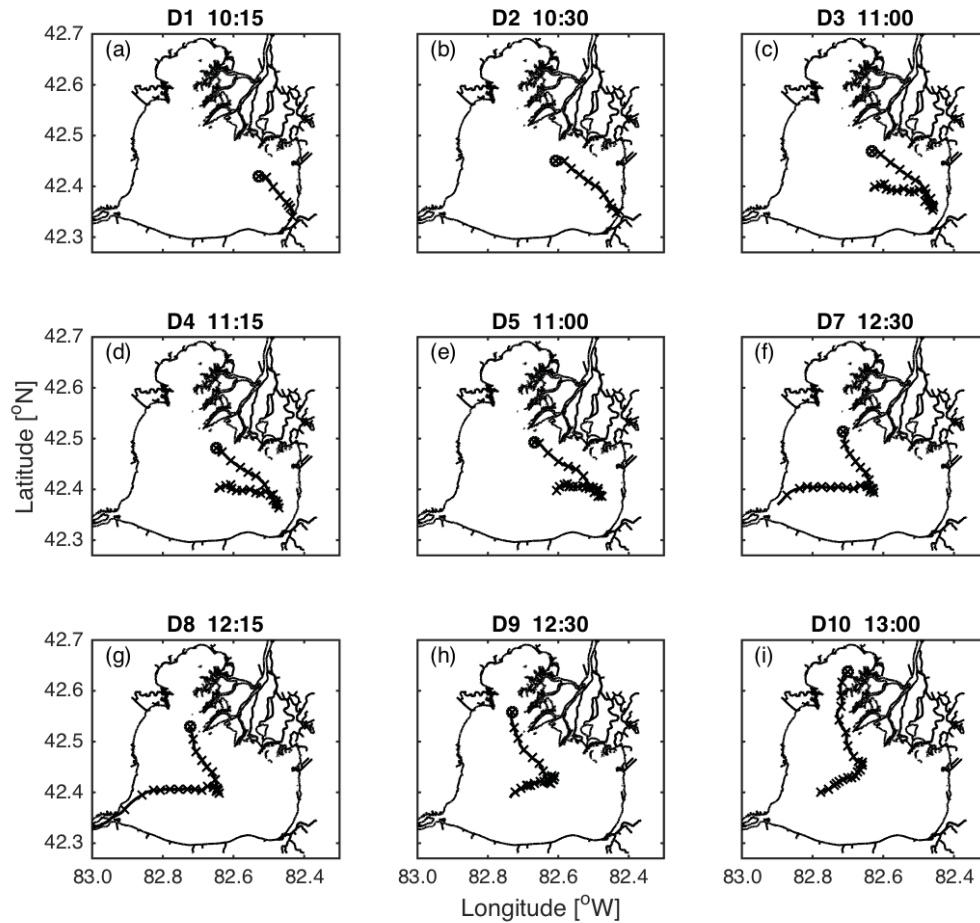 D1 10:15
D2 10:30
D3 11:00
42.7
(a)
(b)
(c)
42.6
42.5
42.4
42.3
D4 11:15
D5 11:00
D7 12:30
42.7
(d)
(e)
(f)
42.6
42.5
42.4
42.3
Latitude [°N]
D8 12:15
D9 12:30
D10 13:00
42.7
(g)
(h)
(i)
42.6
42.5
42.4
42.3
83.0 82.8 82.6 82.4
83.0 82.8 82.6 82.4
83.0 82.8 82.6 82.4
Longitude [°W]